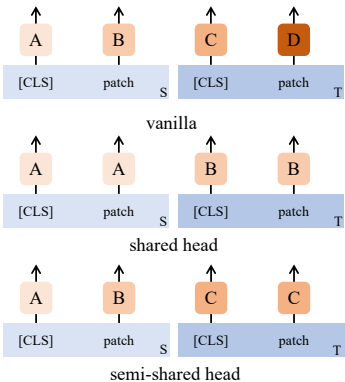 A B C D
[CLS] patch S [CLS] patch T
vanilla
A A B B
[CLS] patch S [CLS] patch T
shared head
A B C C
[CLS] patch S [CLS] patch T
semi-shared head